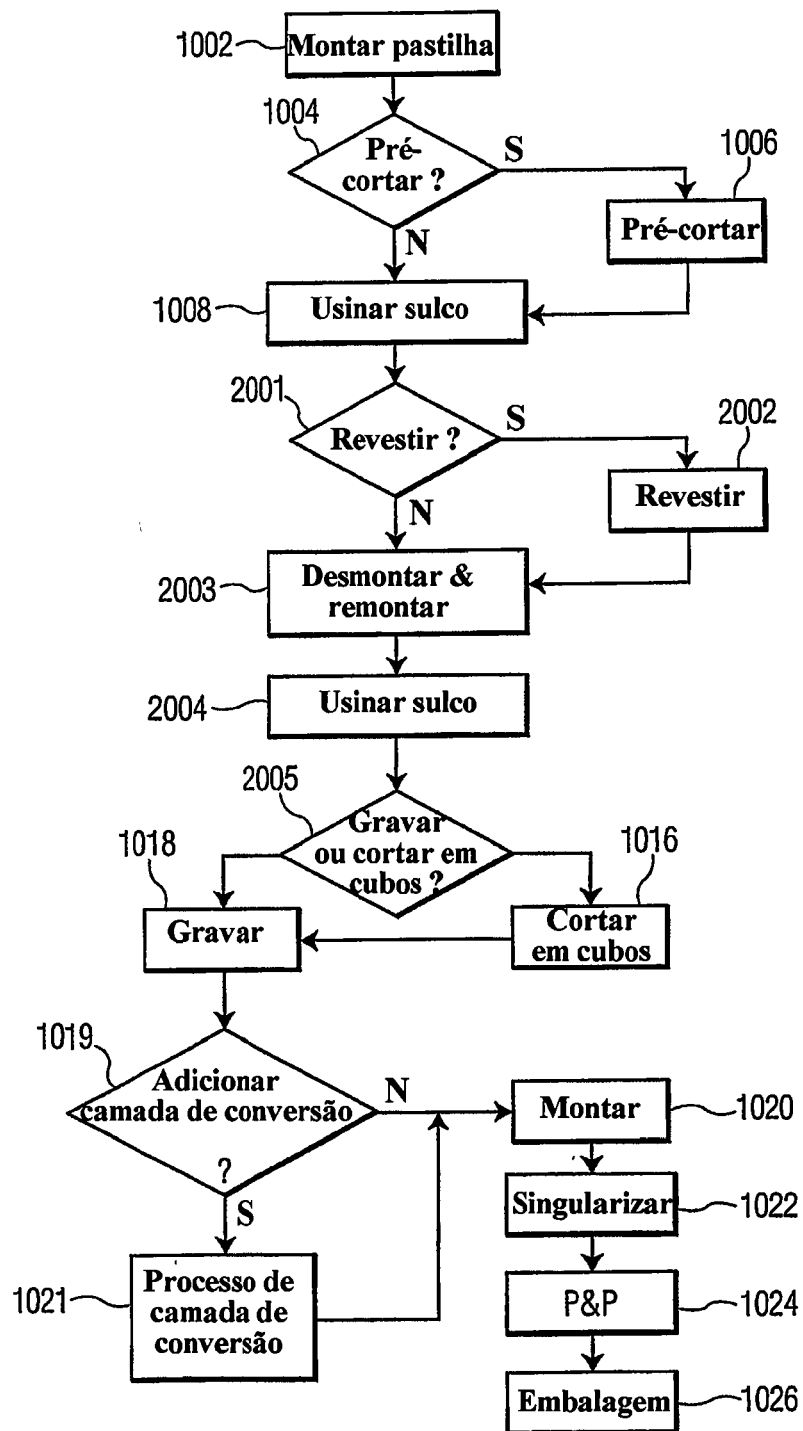 1002
Montar pastilha
1004
Pré-
cortar ?
S
1006
Pré-cortar
N
1008
Usinar sulco
2001
Revestir ?
S
2002
Revestir
N
2003
Desmontar &
remontar
2004
Usinar sulco
2005
Gravar
ou cortar em
cubos ?
1018
Gravar
1016
Cortar
em cubos
1019
Adicionar
camada de conversão
?
N
S
Montar
1020
Singularizar
1022
1021
Processo de
camada de
conversão
P&P
1024
Embalagem
1026